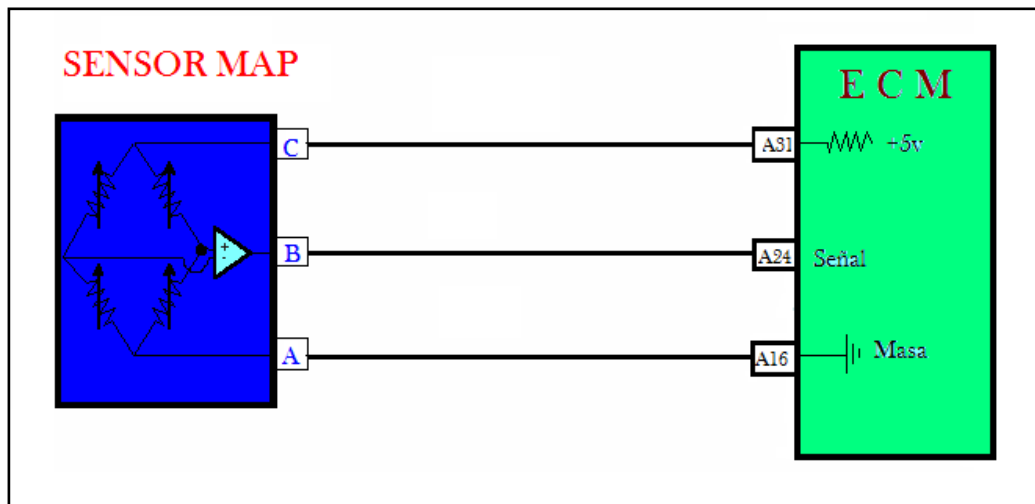 SENSOR MAP
E C M
C
A31
+5v
B
A24
Señal
A
A16
Masa
+
-